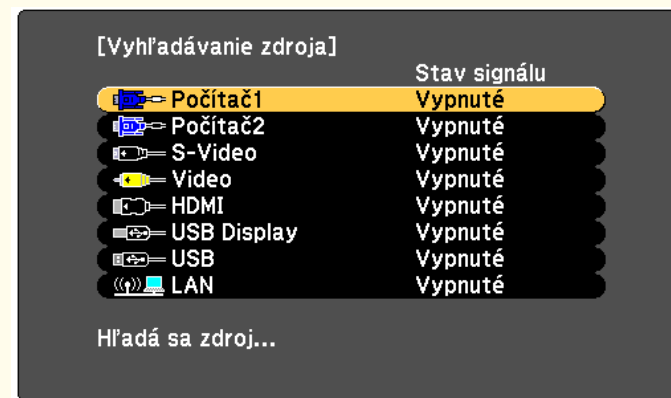 [Vyhľadávanie zdroja]
Stav signálu
Počítač1 Vypnuté
Počítač2 Vypnuté
S-Video Vypnuté
Video Vypnuté
HDMI Vypnuté
USB Display Vypnuté
USB Vypnuté
LAN Vypnuté
Hľadá sa zdroj...